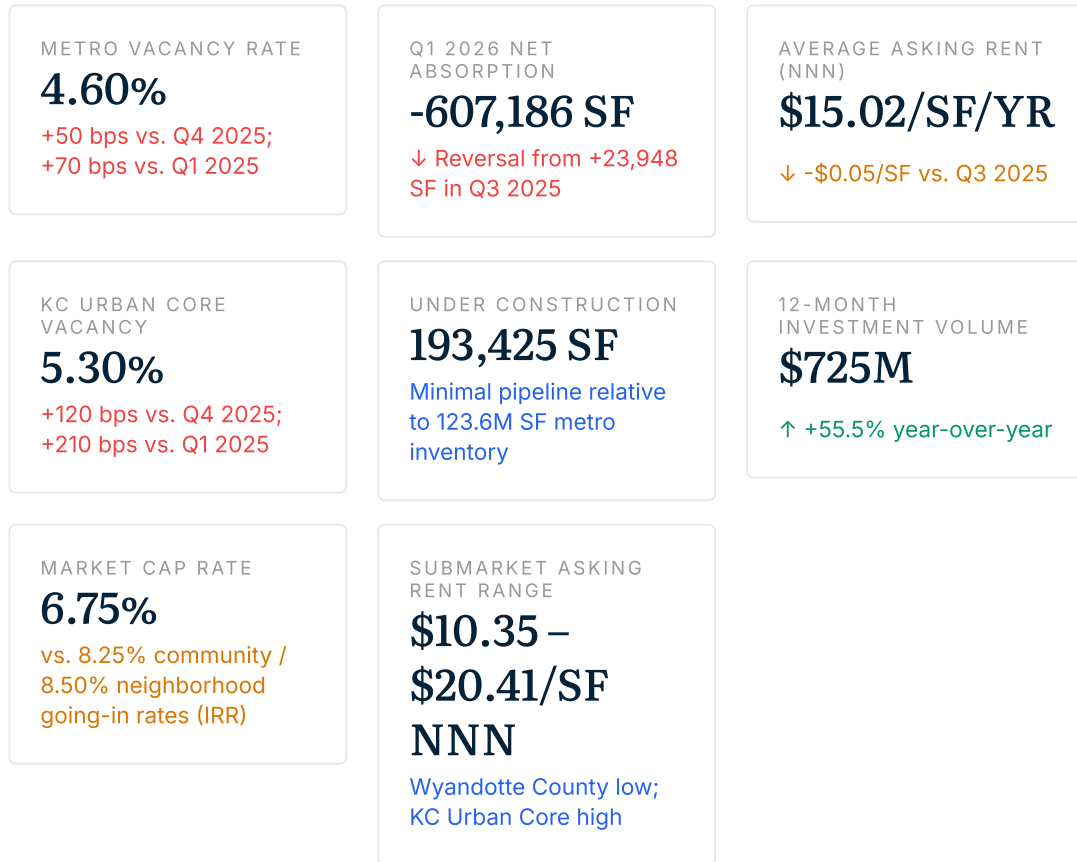 METRO VACANCY RATE
4.60%
+50 bps vs. Q4 2025;
+70 bps vs. Q1 2025
Q1 2026 NET
ABSORPTION
-607,186 SF
↓ Reversal from +23,948
SF in Q3 2025
AVERAGE ASKING RENT
(NNN)
$15.02/SF/YR
↓ -$0.05/SF vs. Q3 2025
KC URBAN CORE
VACANCY
5.30%
+120 bps vs. Q4 2025;
+210 bps vs. Q1 2025
UNDER CONSTRUCTION
193,425 SF
Minimal pipeline relative
to 123.6M SF metro
inventory
12-MONTH
INVESTMENT VOLUME
$725M
↑ +55.5% year-over-year
MARKET CAP RATE
6.75%
vs. 8.25% community /
8.50% neighborhood
going-in rates (IRR)
SUBMARKET ASKING
RENT RANGE
$10.35 –
$20.41/SF
NNN
Wyandotte County low;
KC Urban Core high